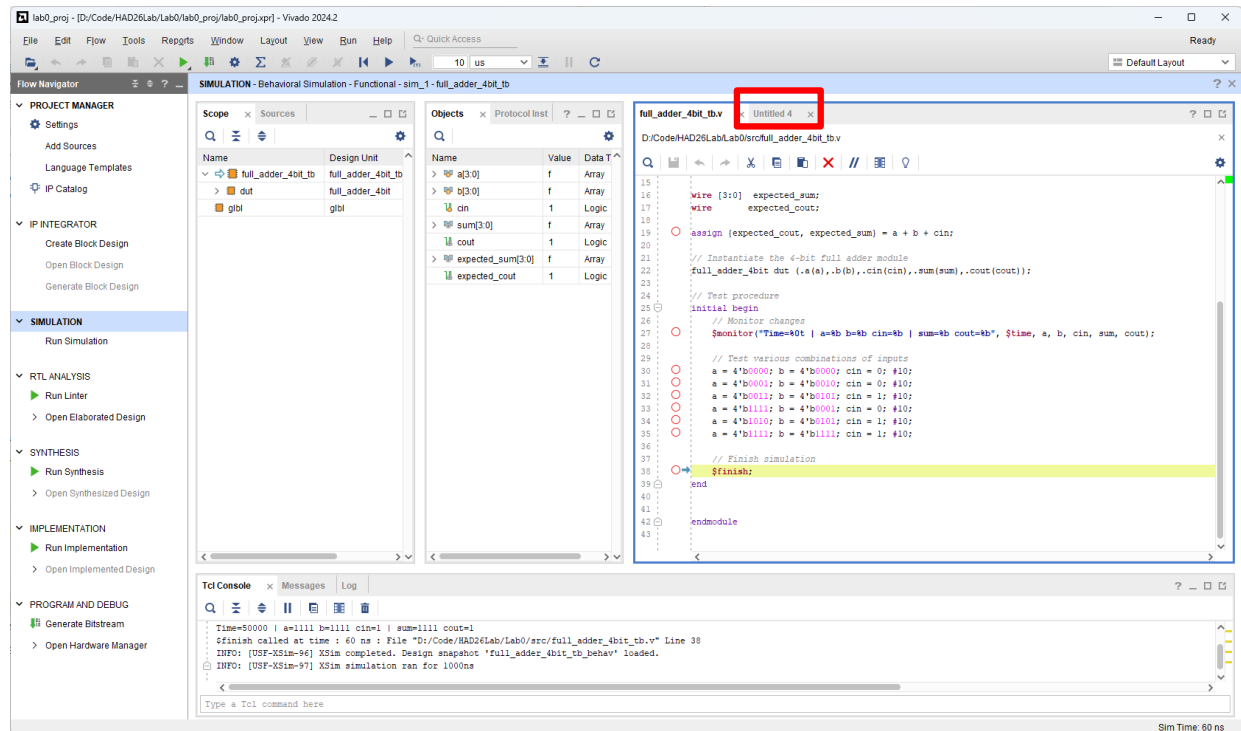 lab0_proj - [D:/Code/HAD26Lab/Lab0/lab0_proj/lab0_proj.xpr] - Vivado 2024.2
File Edit Flow Tools Reports Window Layout View Run Help Quick Access
Ready
10 us
Default Layout
Flow Navigator
PROJECT MANAGER
Settings
Add Sources
Language Templates
IP Catalog
IP INTEGRATOR
Create Block Design
Open Block Design
Generate Block Design
SIMULATION
Run Simulation
RTL ANALYSIS
Run Linter
Open Elaborated Design
SYNTHESIS
Run Synthesis
Open Synthesized Design
IMPLEMENTATION
Run Implementation
Open Implemented Design
PROGRAM AND DEBUG
Generate Bitstream
Open Hardware Manager
SIMULATION - Behavioral Simulation - Functional - sim_1 - full_adder_4bit_tb
Scope Sources
Name Design Unit
full_adder_4bit_tb full_adder_4bit_tb
dut full_adder_4bit
glbl glbl
Objects Protocol Inst
Name Value Data T
a[3:0] f Array
b[3:0] f Array
cin 1 Logic
sum[3:0] f Array
cout 1 Logic
expected_sum[3:0] f Array
expected_cout 1 Logic
full_adder_4bit_tb.v Untitled 4
D:/Code/HAD26Lab/Lab0/src/full_adder_4bit_tb.v
15
16 wire [3:0] expected_sum;
17 wire expected_cout;
18
19 assign {expected_cout, expected_sum} = a + b + cin;
20
21 // Instantiate the 4-bit full adder module
22 full_adder_4bit dut (.a(a),.b(b),.cin(cin),.sum(sum),.cout(cout));
23
24 // Test procedure
25 initial begin
26 // Monitor changes
27 $monitor("Time=%0t | a=%b b=%b cin=%b | sum=%b cout=%b", $time, a, b, cin, sum, cout);
28
29 // Test various combinations of inputs
30 a = 4'b0000; b = 4'b0000; cin = 0; #10;
31 a = 4'b0001; b = 4'b0010; cin = 0; #10;
32 a = 4'b0011; b = 4'b0101; cin = 1; #10;
33 a = 4'b1111; b = 4'b0001; cin = 0; #10;
34 a = 4'b1010; b = 4'b0101; cin = 1; #10;
35 a = 4'b1111; b = 4'b1111; cin = 1; #10;
36
37 // Finish simulation
38 $finish;
39 end
40
41
42 endmodule
43
Tcl Console Messages Log
Time=50000 | a=1111 b=1111 cin=1 | sum=1111 cout=1
$finish called at time : 60 ns : File "D:/Code/HAD26Lab/Lab0/src/full_adder_4bit_tb.v" Line 38
INFO: [USF-XSim-96] XSim completed. Design snapshot 'full_adder_4bit_tb_behav' loaded.
INFO: [USF-XSim-97] XSim simulation ran for 1000ns
Type a Tcl command here
Sim Time: 60 ns